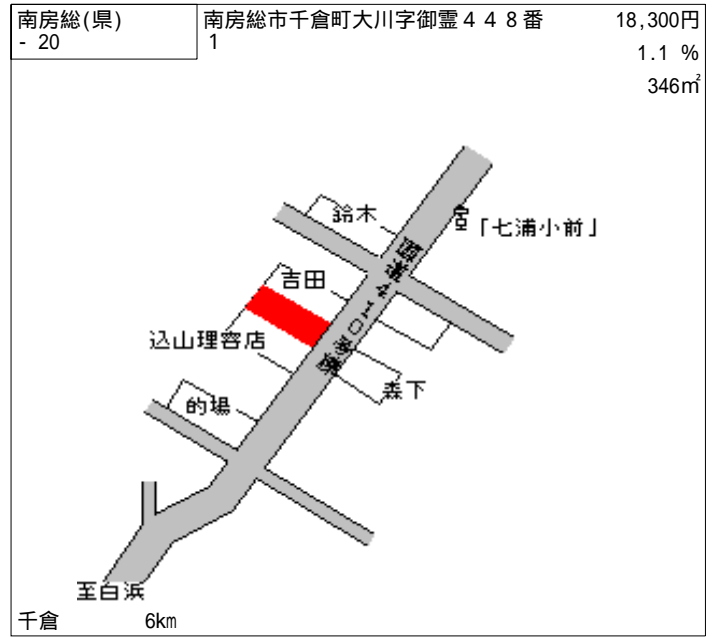 南房総(県)
- 20
南房総市千倉町大川字御霊４４８番
1
18,300円
1.1 %
346㎡
鈴木
「七浦小前」
吉田
国道410号線
込山理容店
森下
的場
至白浜
千倉 6km